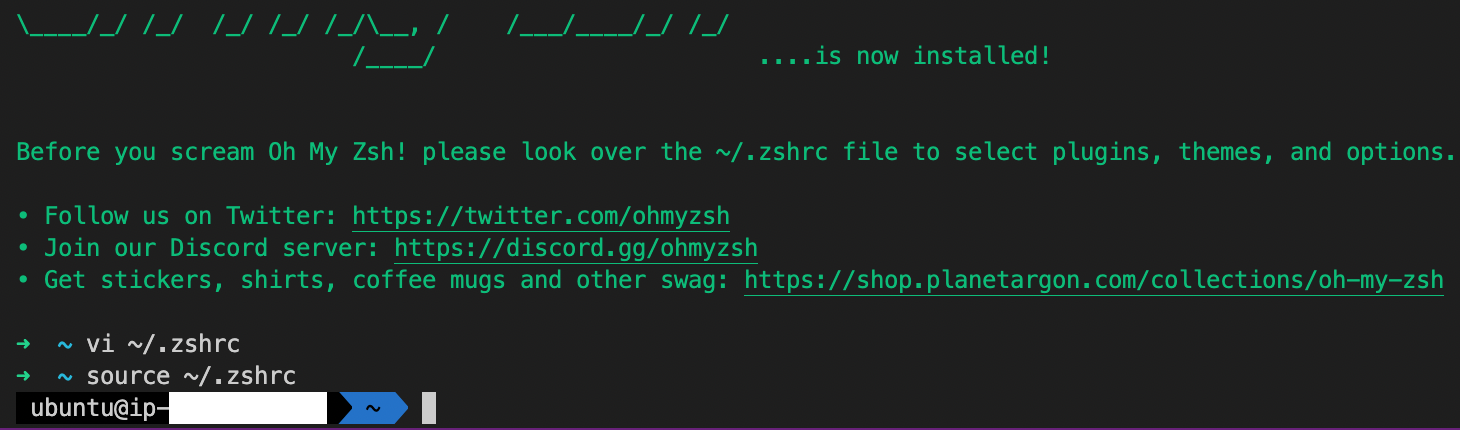 \____/_/ /_/  /_/ /_/ /_/\__, /    /___/____/_/ /_/
                        /____/                       ....is now installed!
Before you scream Oh My Zsh! please look over the ~/.zshrc file to select plugins, themes, and options.
• Follow us on Twitter: https://twitter.com/ohmyzsh
• Join our Discord server: https://discord.gg/ohmyzsh
• Get stickers, shirts, coffee mugs and other swag: https://shop.planetargon.com/collections/oh-my-zsh
➜  ~ vi ~/.zshrc
➜  ~ source ~/.zshrc
ubuntu@ip- ~